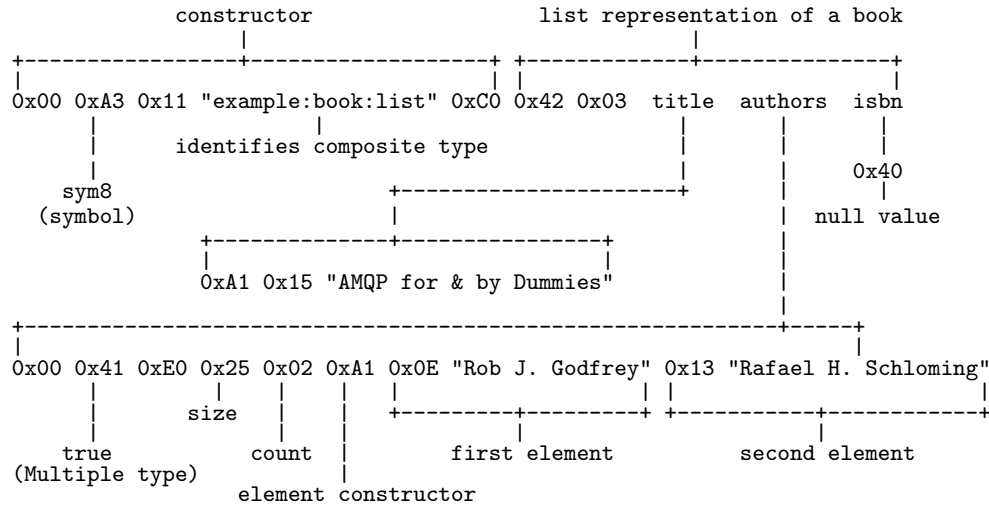 constructor list representation of a book
0x00 0xA3 0x11 "example:book:list" 0xC0 0x42 0x03 title authors isbn
identifies composite type
0x40
sym8
(symbol) null value
0xA1 0x15 "AMQP for & by Dummies"
0x00 0x41 0xE0 0x25 0x02 0xA1 0x0E "Rob J. Godfrey" 0x13 "Rafael H. Schloming"
size
true count first element second element
(Multiple type)
element constructor